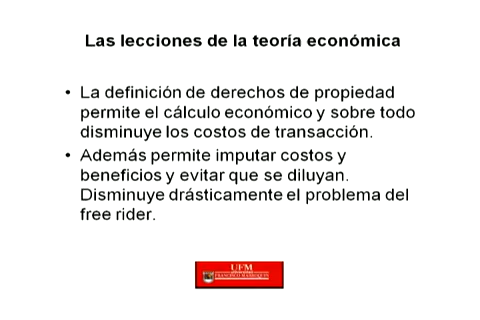 Las lecciones de la teoría económica
• La definición de derechos de propiedad
permite el cálculo económico y sobre todo
disminuye los costos de transacción.
• Además permite imputar costos y
beneficios y evitar que se diluyan.
Disminuye drásticamente el problema del
free rider.
UFM
FRANCISCO MARROQUÍN